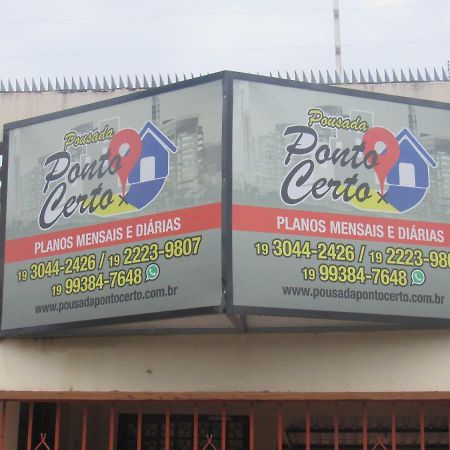 Pousada
Ponto
Certo
PLANOS MENSAIS E DIÁRIAS
19 3044-2426 / 19 2223-9807
19 99384-7648
www.pousadapontocerto.com.br
Pousada
Ponto
Certo
PLANOS MENSAIS E DIÁRIAS
19 3044-2426 / 19 2223-980
19 99384-7648
www.pousadapontocerto.com.br